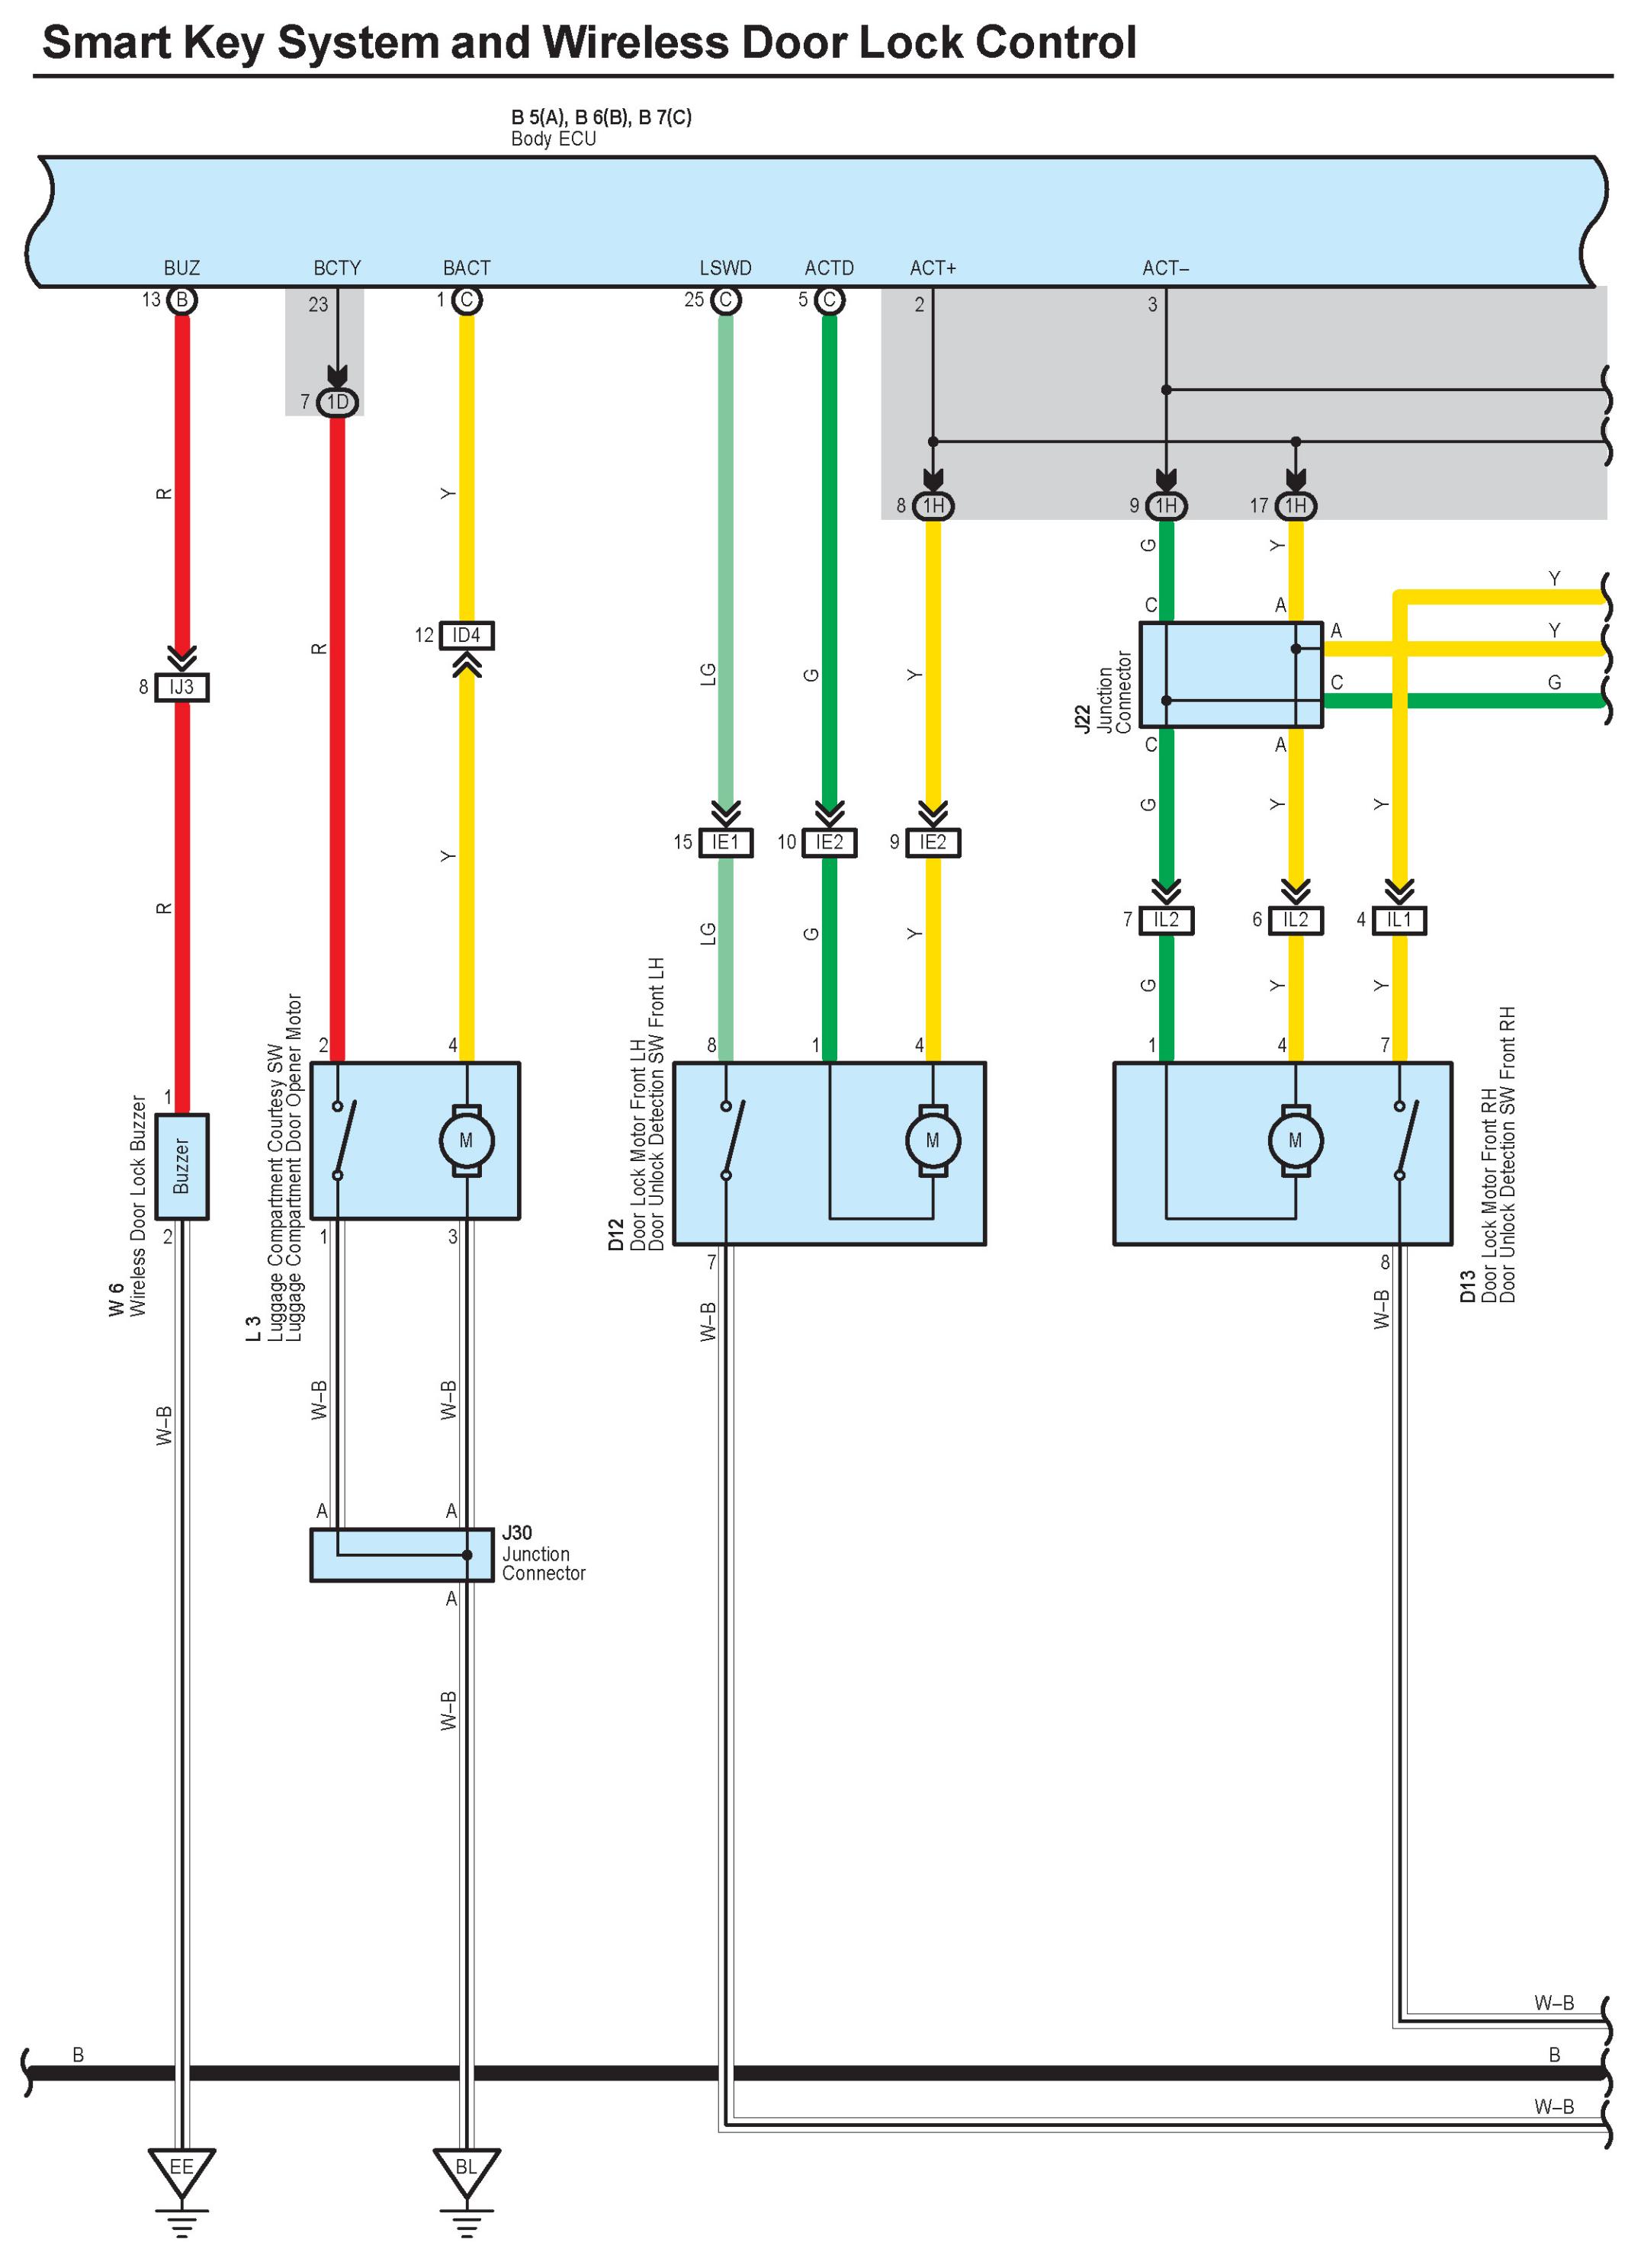 Smart Key System and Wireless Door Lock Control
B 5(A), B 6(B), B 7(C)
Body ECU
BUZ
BCTY
BACT
LSWD
ACTD
ACT+
ACT–
13 B
23
1 C
25 C
5 C
2
3
7 1D
8 1H
9 1H
17 1H
R
Y
G
Y
Y
C
A
12 ID4
A
Y
R
LG
G
Y
8 IJ3
C
G
J22
Junction
Connector
C
A
G
Y
Y
15 IE1
10 IE2
9 IE2
Y
R
7 IL2
6 IL2
4 IL1
LG
G
Y
G
Y
Y
2
4
8
1
4
1
4
7
1
Buzzer
M
M
M
W 6
Wireless Door Lock Buzzer
L 3
Luggage Compartment Courtesy SW
Luggage Compartment Door Opener Motor
D12
Door Lock Motor Front LH
Door Unlock Detection SW Front LH
D13
Door Lock Motor Front RH
Door Unlock Detection SW Front RH
2
1
3
7
8
W–B
W–B
W–B
W–B
W–B
A
A
J30
Junction
Connector
A
W–B
W–B
B
B
W–B
EE
BL